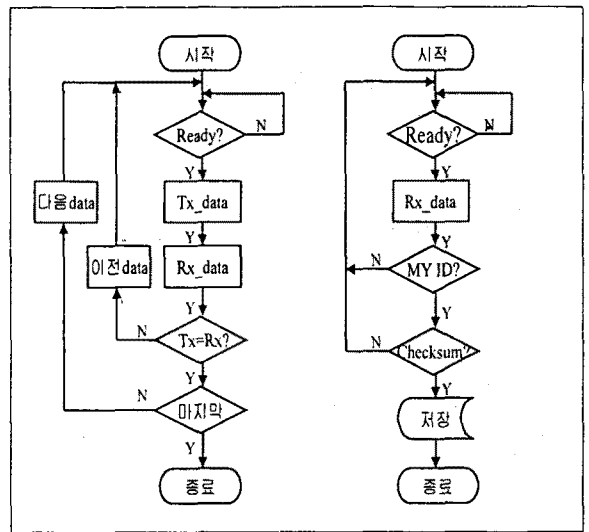 시작
Ready?
N
Y
Tx_data
Y
Rx_data
Y
Tx=Rx?
N
Y
마지막
N
Y
종료
다음data
이전data
시작
Ready?
N
Y
Rx_data
Y
MY ID?
N
Y
Checksum?
N
Y
저장
종료